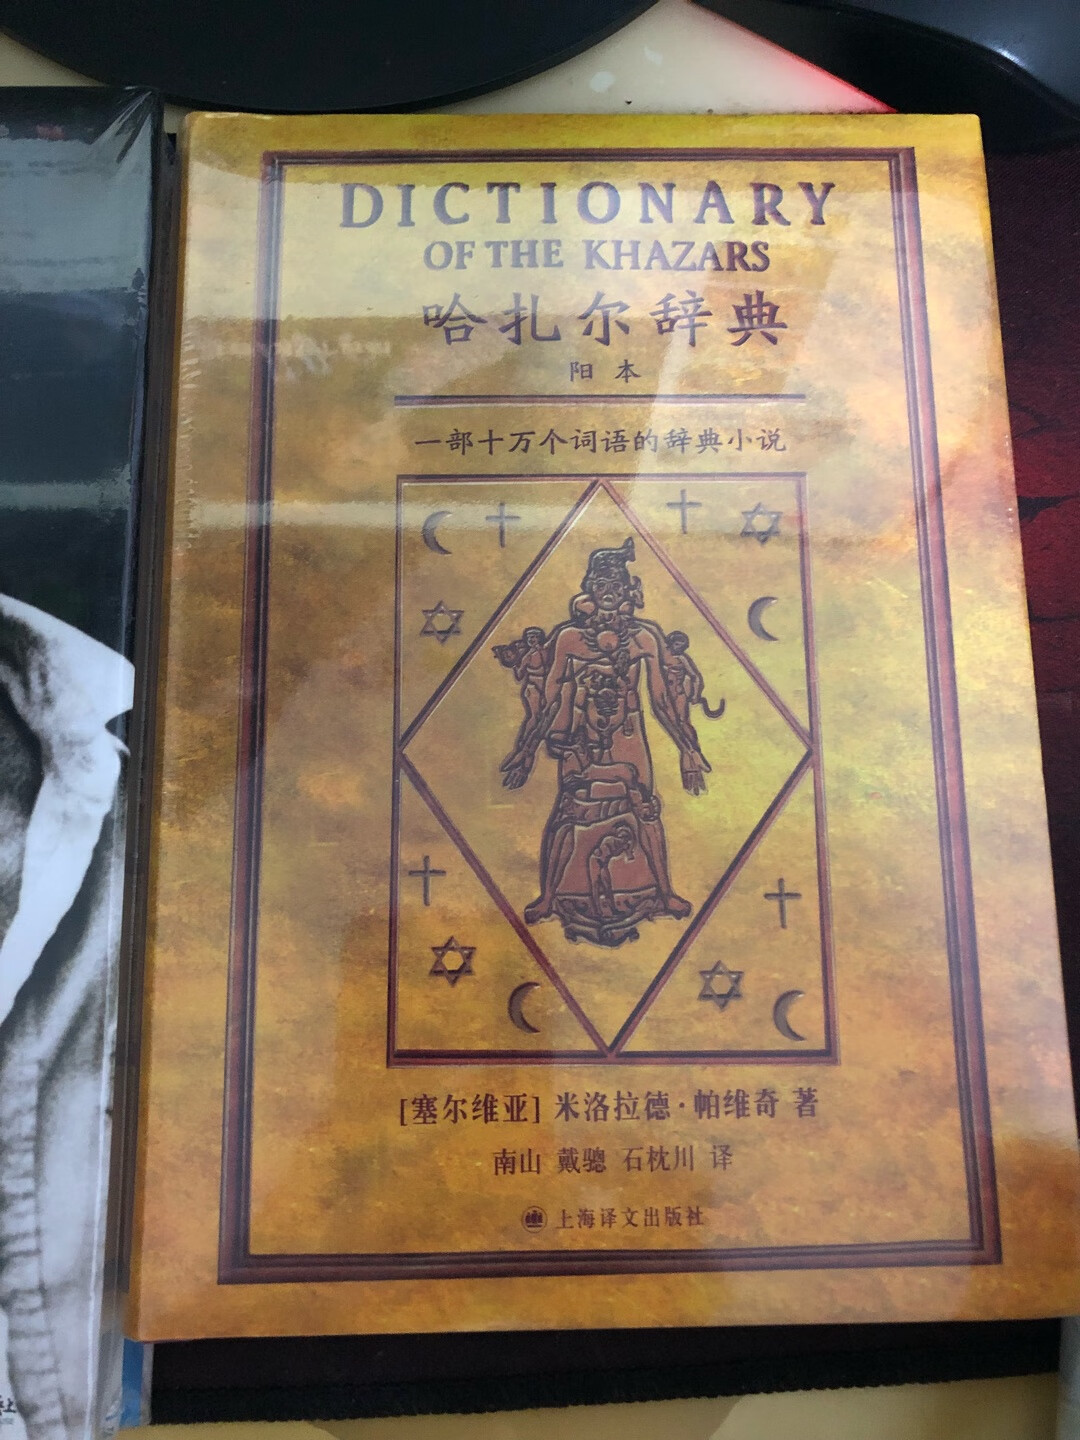 DICTIONARY
OF THE KHAZARS
哈扎尔辞典
阳本
一部十万个词语的辞典小说
[塞尔维亚] 米洛拉德·帕维奇 著
南山 戴骢 石枕川 译
上海译文出版社